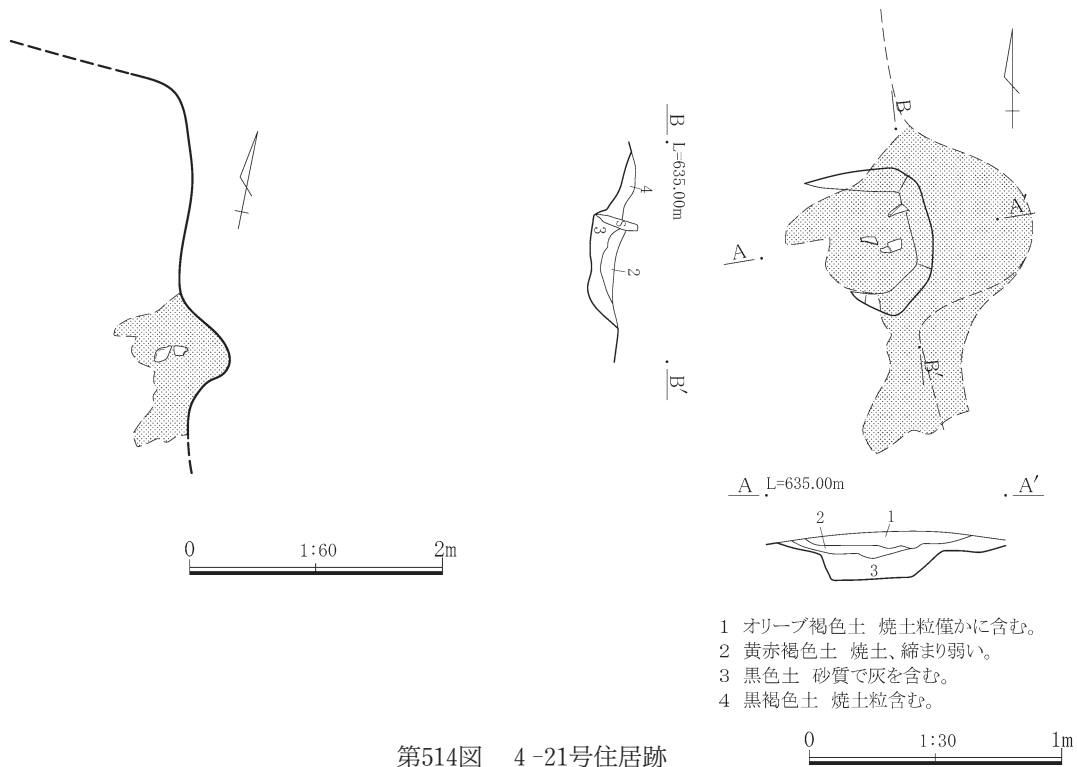 B
L=635.00m
4
S
3
2
B′
B
A′
A
B′
A L=635.00m A′
1
2
3
0 1:60 2m
1 オリーブ褐色土 焼土粒僅かに含む。
2 黄赤褐色土 焼土、締まり弱い。
3 黒色土 砂質で灰を含む。
4 黒褐色土 焼土粒含む。
0 1:30 1m
第514図 4-21号住居跡